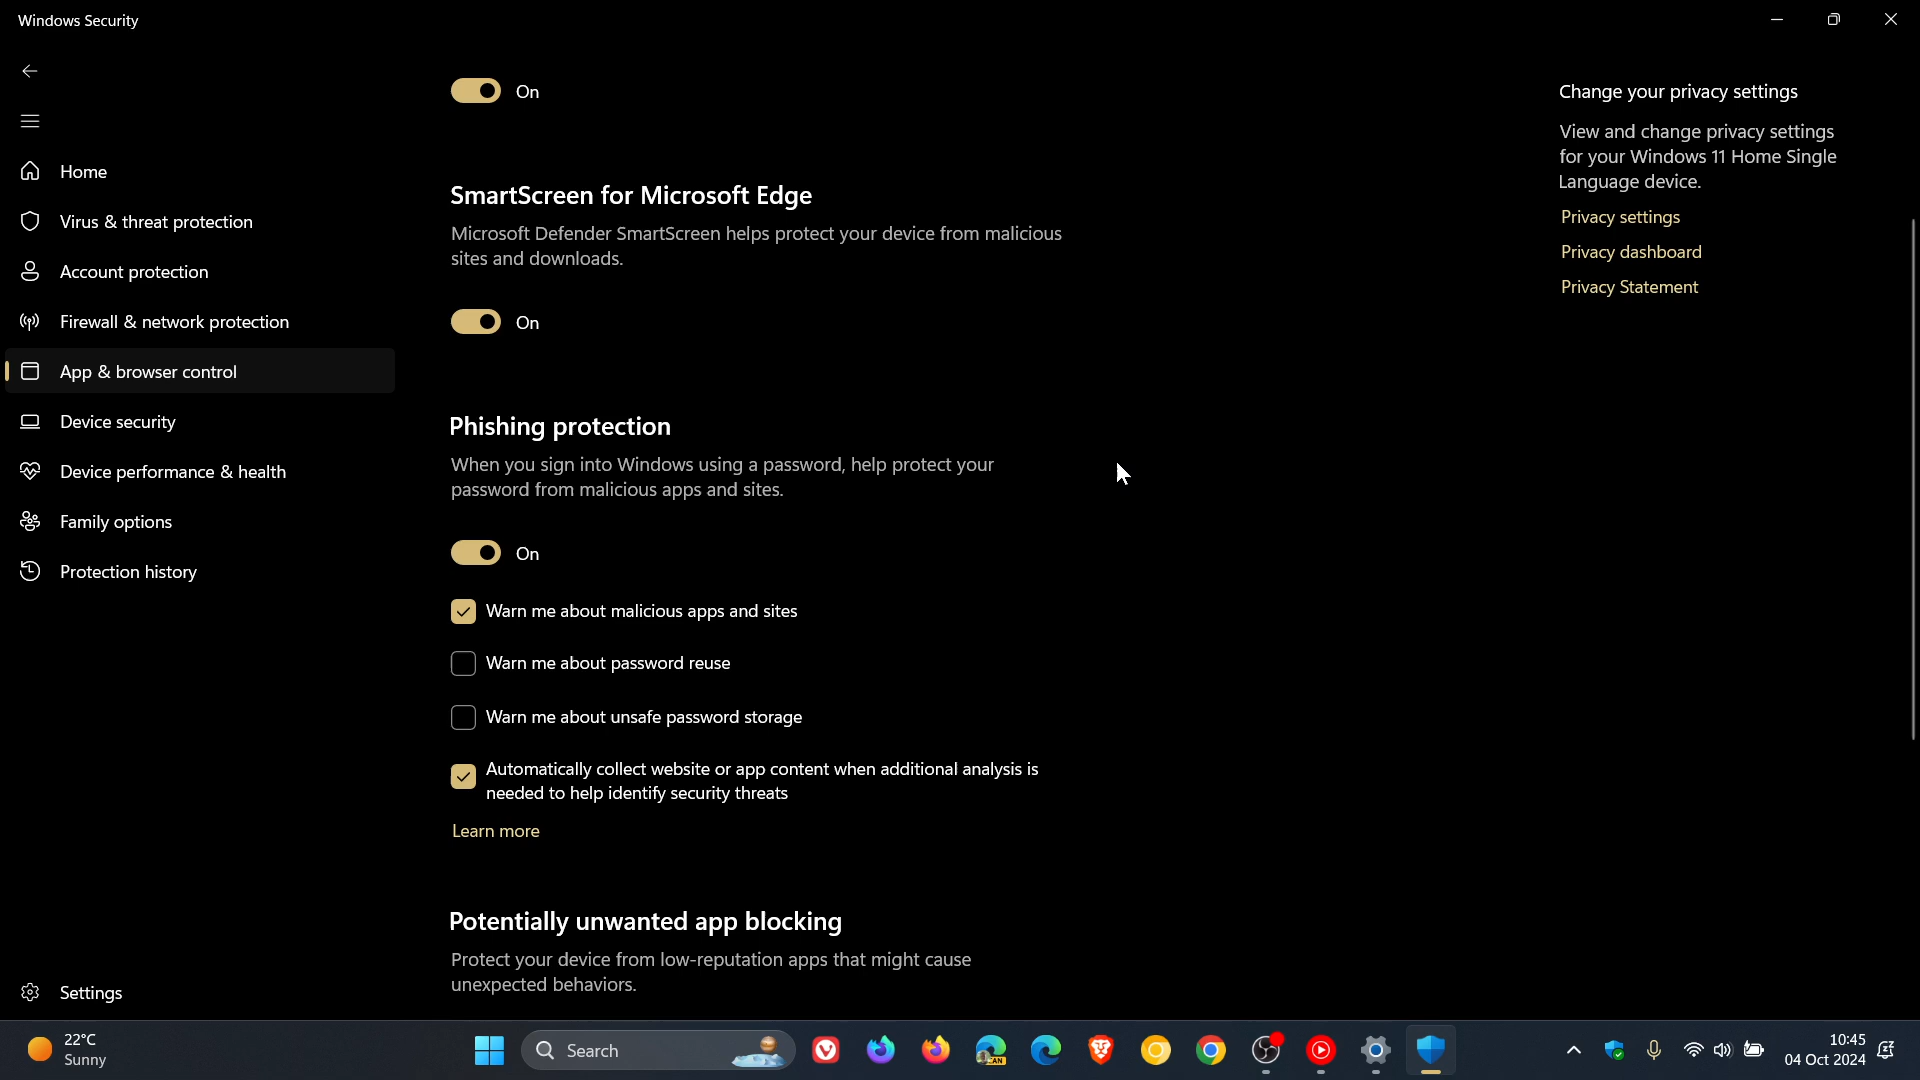 Windows Security
Home
Virus & threat protection
Account protection
Firewall & network protection
App & browser control
Device security
Device performance & health
Family options
Protection history
Settings
On
SmartScreen for Microsoft Edge
Microsoft Defender SmartScreen helps protect your device from malicious
sites and downloads.
On
Phishing protection
When you sign into Windows using a password, help protect your
password from malicious apps and sites.
On
Warn me about malicious apps and sites
Warn me about password reuse
Warn me about unsafe password storage
Automatically collect website or app content when additional analysis is
needed to help identify security threats
Learn more
Potentially unwanted app blocking
Protect your device from low-reputation apps that might cause
unexpected behaviors.
Change your privacy settings
View and change privacy settings
for your Windows 11 Home Single
Language device.
Privacy settings
Privacy dashboard
Privacy Statement
22°C
Sunny
Search
CAN
10:45
04 Oct 2024